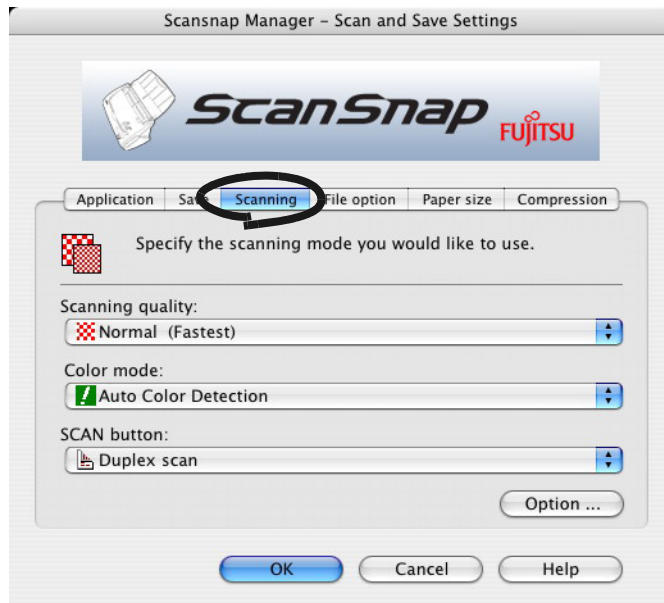 Scansnap Manager – Scan and Save Settings
ScanSnap
FUJITSU
Application Save Scanning File option Paper size Compression
Specify the scanning mode you would like to use.
Scanning quality:
Normal (Fastest)
Color mode:
Auto Color Detection
SCAN button:
Duplex scan
Option ...
OK Cancel Help